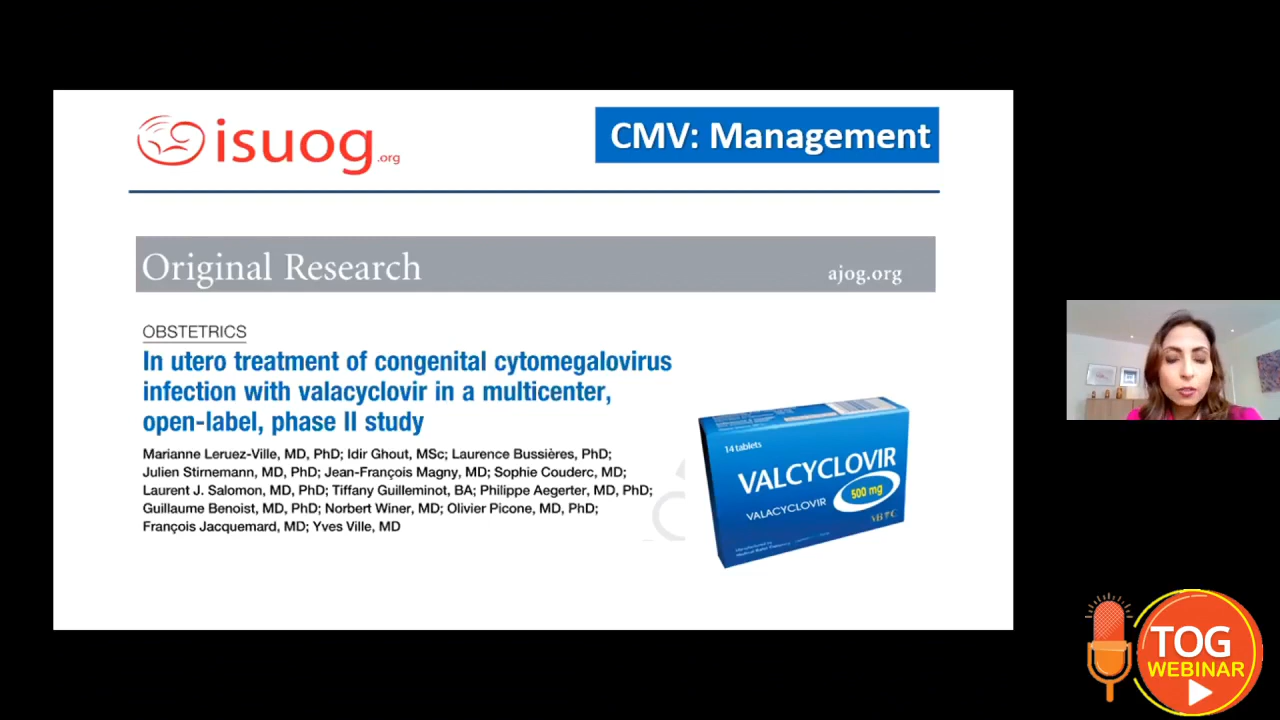 isuog.org
CMV: Management
Original Research
ajog.org
OBSTETRICS
In utero treatment of congenital cytomegalovirus
infection with valacyclovir in a multicenter,
open-label, phase II study
Marianne Leruez-Ville, MD, PhD; Idir Ghout, MSc; Laurence Bussières, PhD;
Julien Stirnemann, MD, PhD; Jean-François Magny, MD; Sophie Couderc, MD;
Laurent J. Salomon, MD, PhD; Tiffany Guilleminot, BA; Philippe Aegerter, MD, PhD;
Guillaume Benoist, MD, PhD; Norbert Winer, MD; Olivier Picone, MD, PhD;
François Jacquemard, MD; Yves Ville, MD
14 tablets
VALCYCLOVIR
VALACYCLOVIR
500 mg
TOG
WEBINAR